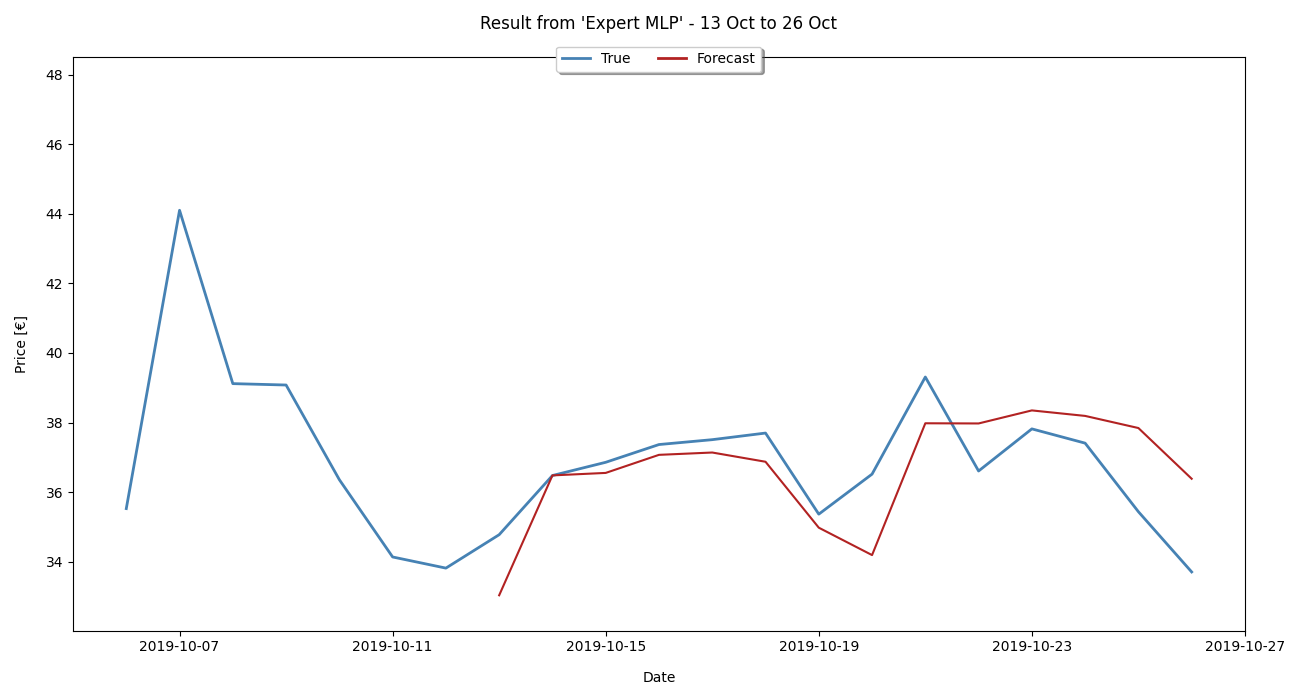 Result from 'Expert MLP' - 13 Oct to 26 Oct
True Forecast
48
46
44
42
40
38
36
34
Price [€]
2019-10-07 2019-10-11 2019-10-15 2019-10-19 2019-10-23 2019-10-27
Date